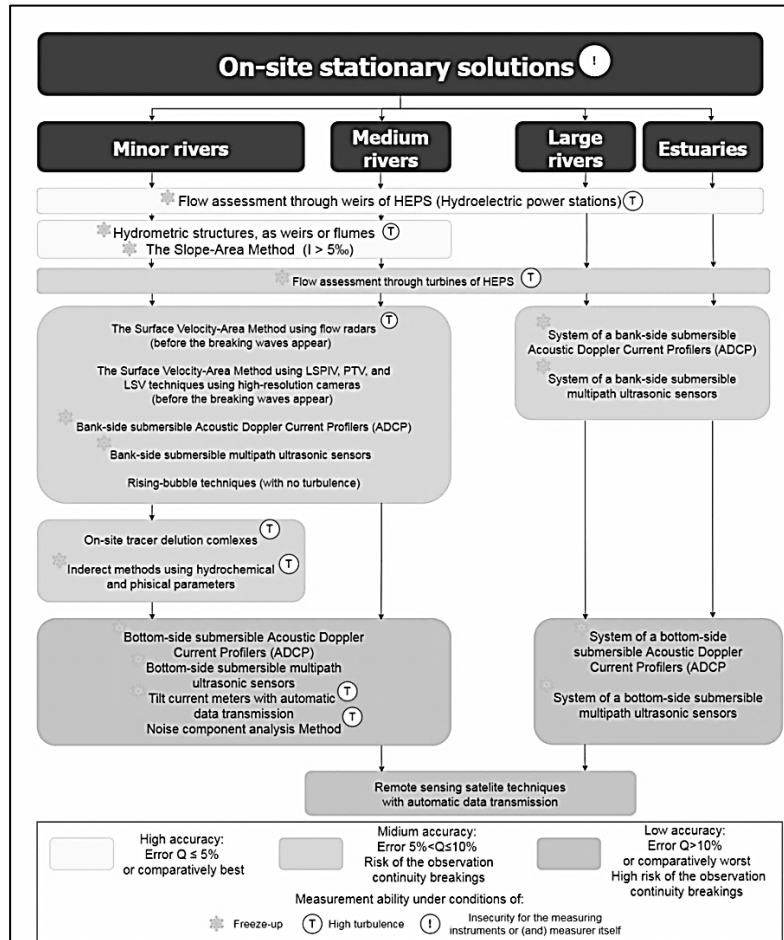 On-site stationary solutions !
Minor rivers
Medium
rivers
Large
rivers
Estuaries
Flow assessment through weirs of HEPS (Hydroelectric power stations) T
Hydrometric structures, as weirs or flumes T
The Slope-Area Method (I > 5‰)
Flow assessment through turbines of HEPS T
The Surface Velocity-Area Method using flow radars T
(before the breaking waves appear)
The Surface Velocity-Area Method using LSPIV, PTV, and
LSV techniques using high-resolution cameras
(before the breaking waves appear)
Bank-side submersible Acoustic Doppler Current Profilers (ADCP)
Bank-side submersible multipath ultrasonic sensors
Rising-bubble techniques (with no turbulence)
System of a bank-side submersible
Acoustic Doppler Current Profilers (ADCP)
System of a bank-side submersible
multipath ultrasonic sensors
On-site tracer delution comlexes T
Inderect methods using hydrochemical T
and phisical parameters
Bottom-side submersible Acoustic Doppler
Current Profilers (ADCP)
Bottom-side submersible multipath
ultrasonic sensors
Tilt current meters with automatic T
data transmission
Noise component analysis Method T
System of a bottom-side
submersible Acoustic Doppler
Current Profilers (ADCP
System of a bottom-side submersible
multipath ultrasonic sensors
Remote sensing satelite techniques
with automatic data transmission
High accuracy:
Error Q ≤ 5%
or comparatively best
Midium accuracy:
Error 5%<Q≤10%
Risk of the observation
continuity breakings
Low accuracy:
Error Q>10%
or comparatively worst
High risk of the observation
continuity breakings
Measurement ability under conditions of:
Freeze-up
T High turbulence
! Insecurity for the measuring
instruments or (and) measurer itself